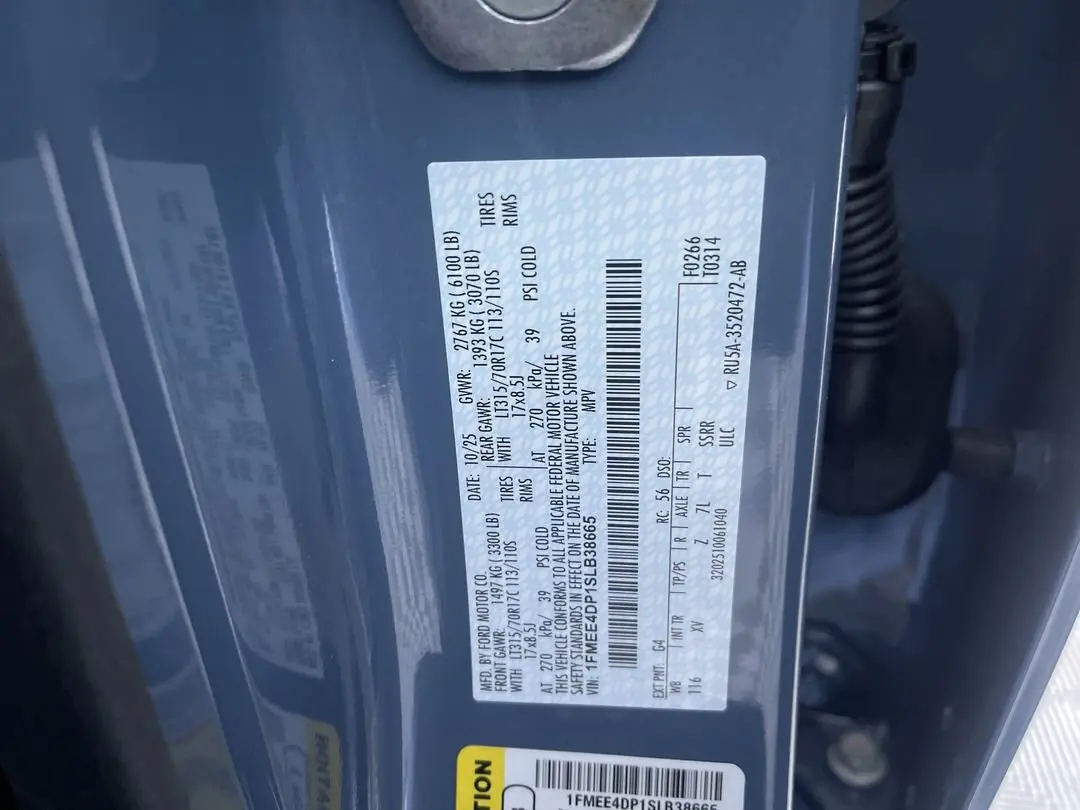 MFD. BY FORD MOTOR CO. DATE: 10/25 GVWR: 2767 KG ( 6100 LB)
FRONT GAWR: 1497 KG ( 3300 LB) REAR GAWR: 1393 KG ( 3070 LB)
WITH LT315/70R17C 113/110S TIRES WITH LT315/70R17C 113/110S TIRES
17x8.5J RIMS 17x8.5J RIMS
AT 270 kPa/ 39 PSI COLD AT 270 kPa/ 39 PSI COLD
THIS VEHICLE CONFORMS TO ALL APPLICABLE FEDERAL MOTOR VEHICLE
SAFETY STANDARDS IN EFFECT ON THE DATE OF MANUFACTURE SHOWN ABOVE.
VIN: 1FMEE4DP1SLB38665 TYPE: MPV
F0266
T0314
EXT PNT: G4 RC: 56 DSO:
WB INT TR TP/PS R AXLE TR SPR
116 XV Z 7L T SSRR
3202510061040 ULC
▽ RU5A-3520472-AB
1FMEE4DP1SLB38665